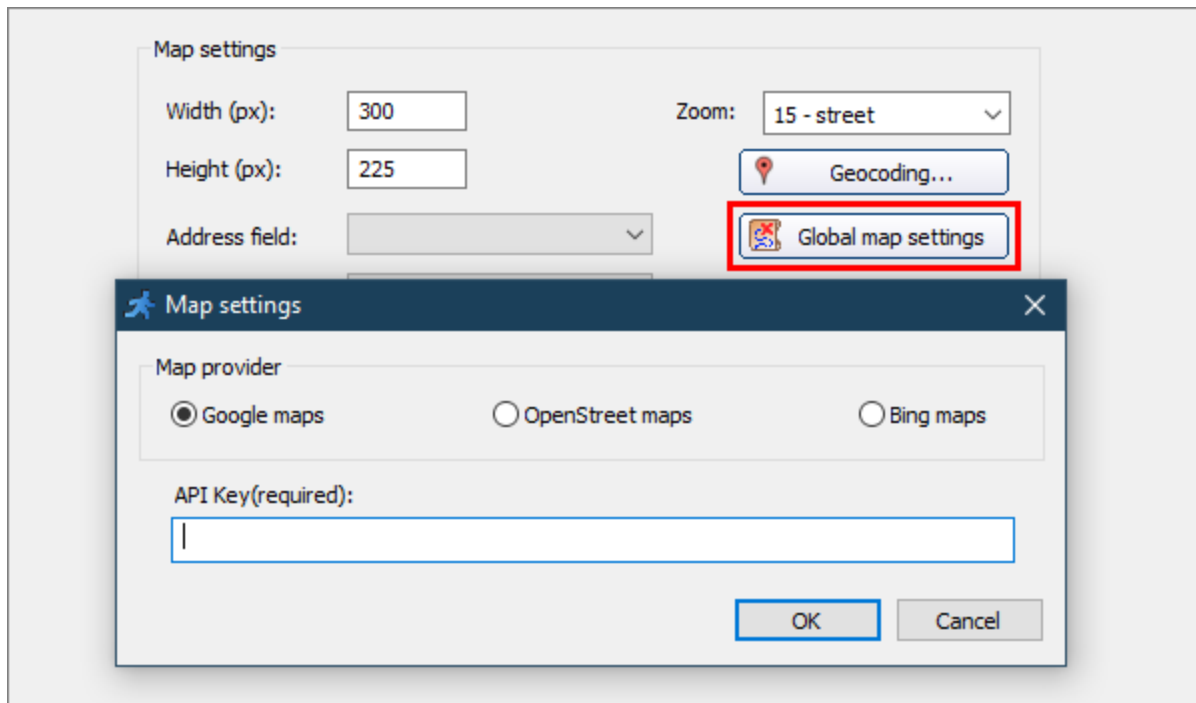 Map settings
Width (px):
300
Zoom:
15 - street
Height (px):
225
Geocoding...
Address field:
Global map settings
Map settings
Map provider
Google maps
OpenStreet maps
Bing maps
API Key(required):
OK
Cancel